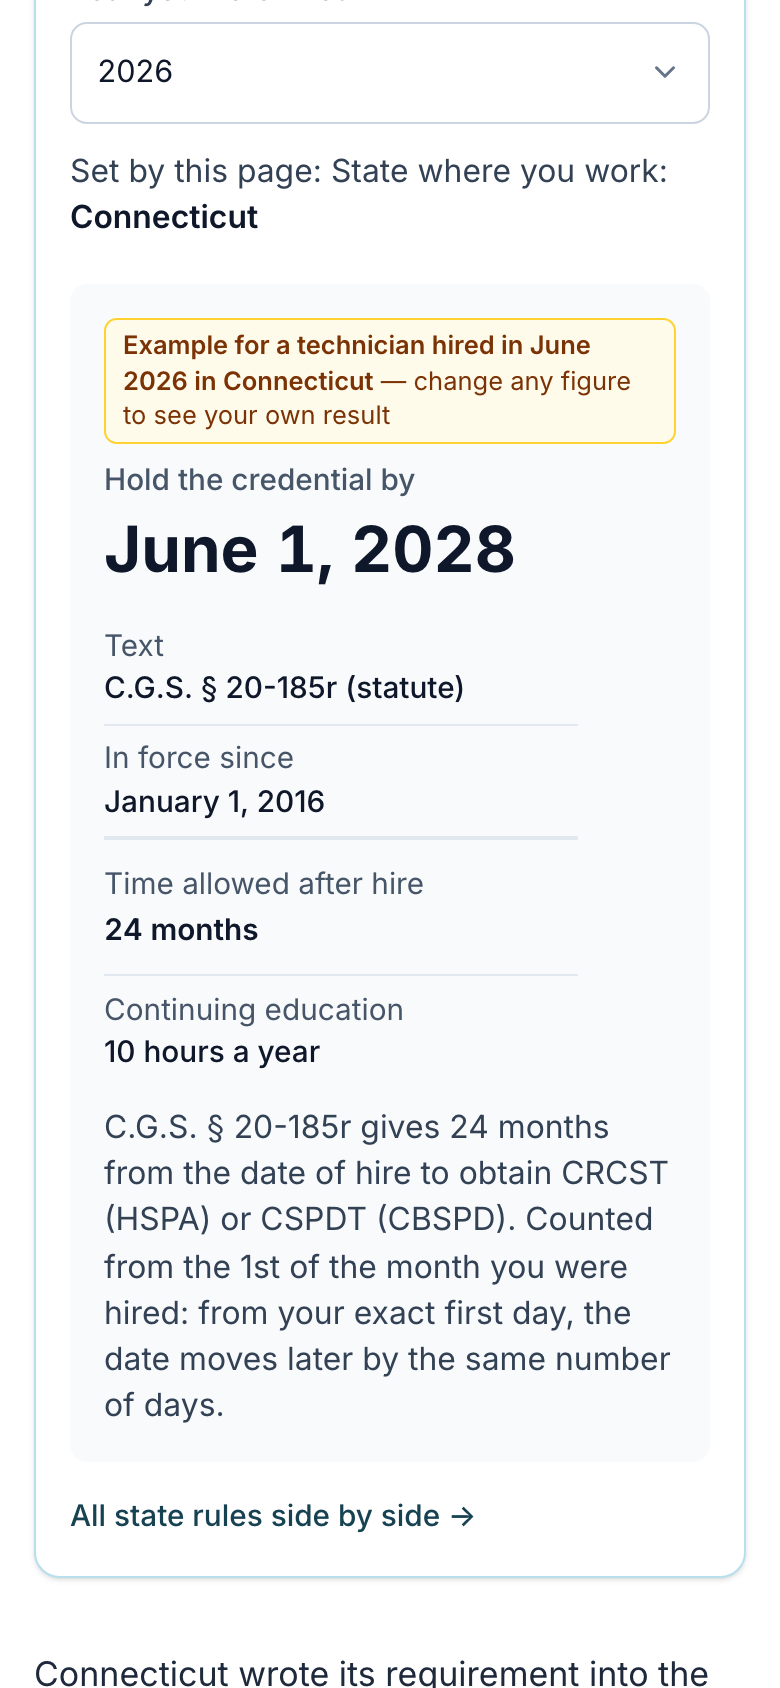 2026
Set by this page: State where you work:
Connecticut
Example for a technician hired in June
2026 in Connecticut — change any figure
to see your own result
Hold the credential by
June 1, 2028
Text
C.G.S. § 20-185r (statute)
In force since
January 1, 2016
Time allowed after hire
24 months
Continuing education
10 hours a year
C.G.S. § 20-185r gives 24 months
from the date of hire to obtain CRCST
(HSPA) or CSPDT (CBSPD). Counted
from the 1st of the month you were
hired: from your exact first day, the
date moves later by the same number
of days.
All state rules side by side →
Connecticut wrote its requirement into the